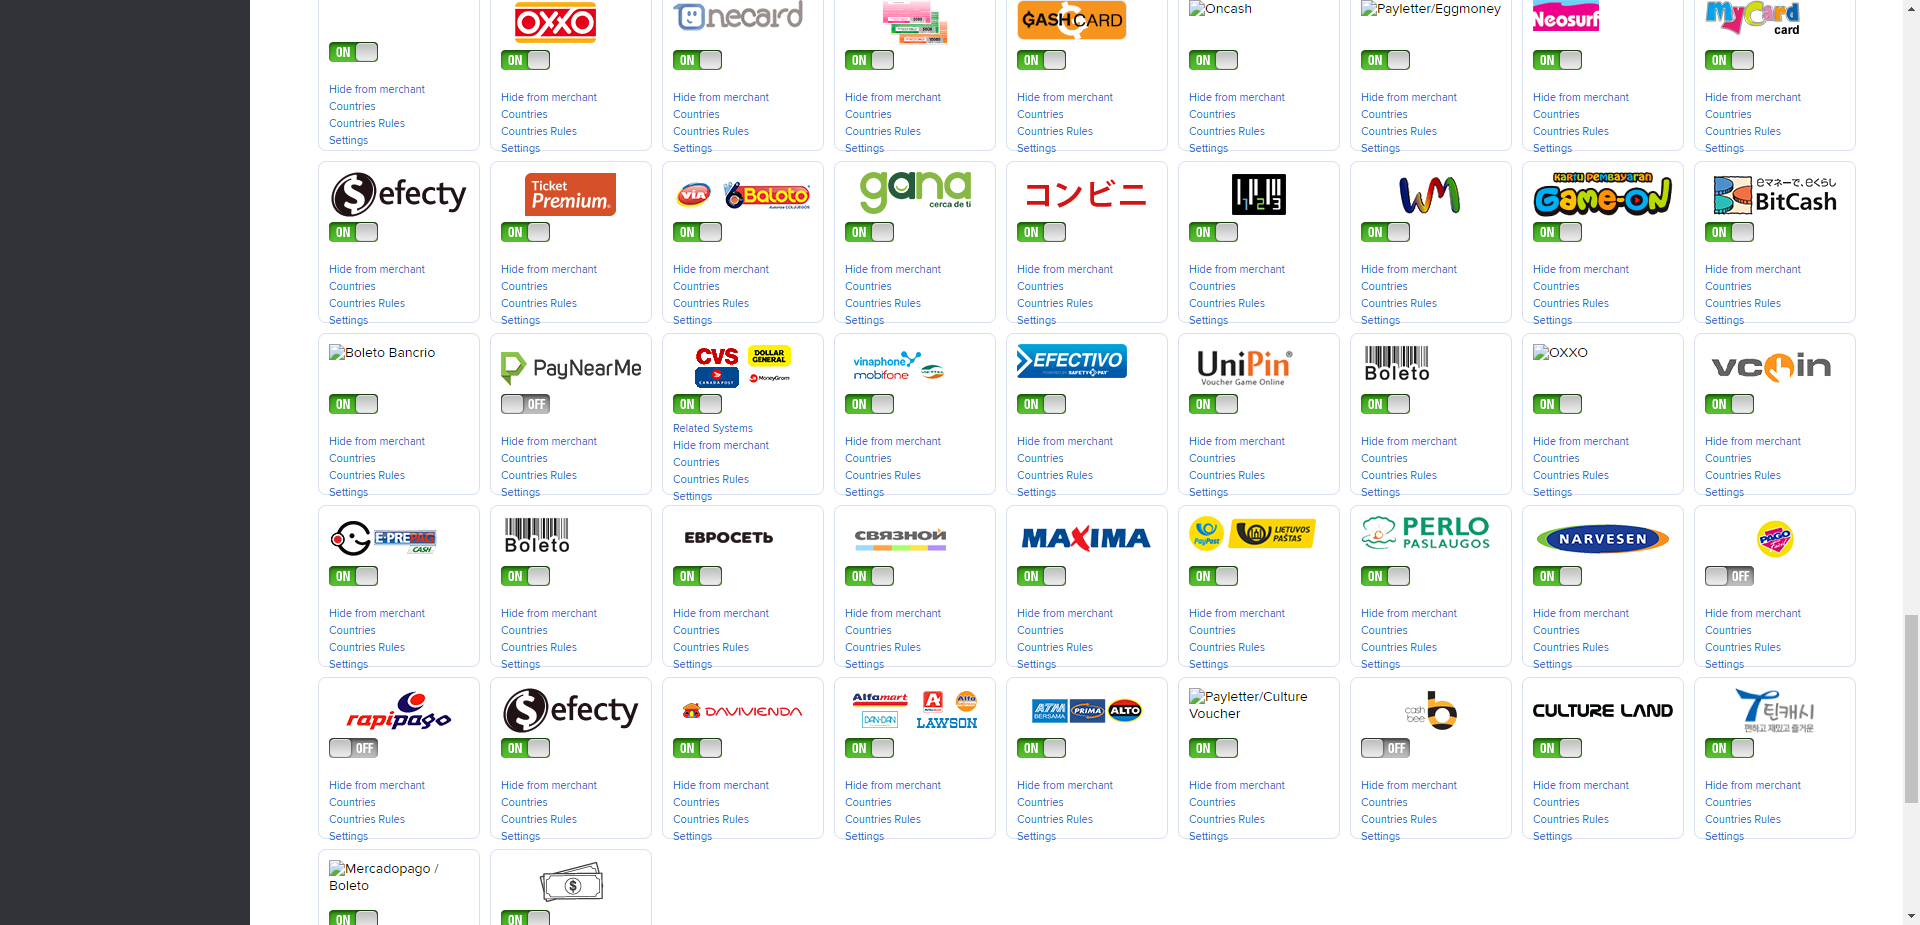 OXXO
onecard
GASH CARD
Oncash
Payletter/Eggmoney
Neosurf
MyCard
card
ON
ON
ON
ON
ON
ON
ON
ON
ON
Hide from merchant
Countries
Countries Rules
Settings
Hide from merchant
Countries
Countries Rules
Settings
Hide from merchant
Countries
Countries Rules
Settings
Hide from merchant
Countries
Countries Rules
Settings
Hide from merchant
Countries
Countries Rules
Settings
Hide from merchant
Countries
Countries Rules
Settings
Hide from merchant
Countries
Countries Rules
Settings
Hide from merchant
Countries
Countries Rules
Settings
Hide from merchant
Countries
Countries Rules
Settings
efecty
ON
Hide from merchant
Countries
Countries Rules
Settings
Ticket
Premium.
ON
Hide from merchant
Countries
Countries Rules
Settings
VIA Baloto
ON
Hide from merchant
Countries
Countries Rules
Settings
gana
cerca de ti
ON
Hide from merchant
Countries
Countries Rules
Settings
コンビニ
ON
Hide from merchant
Countries
Countries Rules
Settings
123
ON
Hide from merchant
Countries
Countries Rules
Settings
WM
ON
Hide from merchant
Countries
Countries Rules
Settings
KARTU PEMBAYARAN
GAME-ON
ON
Hide from merchant
Countries
Countries Rules
Settings
eマネーで、eくらし
BitCash
ON
Hide from merchant
Countries
Countries Rules
Settings
Boleto Bancrio
ON
Hide from merchant
Countries
Countries Rules
Settings
PayNearMe
OFF
Hide from merchant
Countries
Countries Rules
Settings
CVS DOLLAR GENERAL
CANADA POST MoneyGram
ON
Related Systems
Hide from merchant
Countries
Countries Rules
Settings
vinaphone
mobifone VIETTEL
ON
Hide from merchant
Countries
Countries Rules
Settings
EFECTIVO
POWERED BY SAFETYPAY
ON
Hide from merchant
Countries
Countries Rules
Settings
UniPin
Voucher Game Online
ON
Hide from merchant
Countries
Countries Rules
Settings
Boleto
ON
Hide from merchant
Countries
Countries Rules
Settings
OXXO
ON
Hide from merchant
Countries
Countries Rules
Settings
vcoin
ON
Hide from merchant
Countries
Countries Rules
Settings
E-PREPAG
CASH
ON
Hide from merchant
Countries
Countries Rules
Settings
Boleto
ON
Hide from merchant
Countries
Countries Rules
Settings
ЕВРОСЕТЬ
ON
Hide from merchant
Countries
Countries Rules
Settings
СВЯЗНОЙ
ON
Hide from merchant
Countries
Countries Rules
Settings
MAXIMA
ON
Hide from merchant
Countries
Countries Rules
Settings
PayPost LIETUVOS PAŠTAS
ON
Hide from merchant
Countries
Countries Rules
Settings
PERLO
PASLAUGOS
ON
Hide from merchant
Countries
Countries Rules
Settings
NARVESEN
ON
Hide from merchant
Countries
Countries Rules
Settings
PAGO
OFF
Hide from merchant
Countries
Countries Rules
Settings
rapipago
OFF
Hide from merchant
Countries
Countries Rules
Settings
efecty
ON
Hide from merchant
Countries
Countries Rules
Settings
DAVIVIENDA
ON
Hide from merchant
Countries
Countries Rules
Settings
Alfamart Alfa
DAN+DAN LAWSON
ON
Hide from merchant
Countries
Countries Rules
Settings
ATM BERSAMA PRIMA ALTO
ON
Hide from merchant
Countries
Countries Rules
Settings
Payletter/Culture
Voucher
ON
Hide from merchant
Countries
Countries Rules
Settings
cash
bee
OFF
Hide from merchant
Countries
Countries Rules
Settings
CULTURE LAND
ON
Hide from merchant
Countries
Countries Rules
Settings
틴캐시
편하고 재밌고 즐거운
ON
Hide from merchant
Countries
Countries Rules
Settings
Mercadopago /
Boleto
ON
$
ON